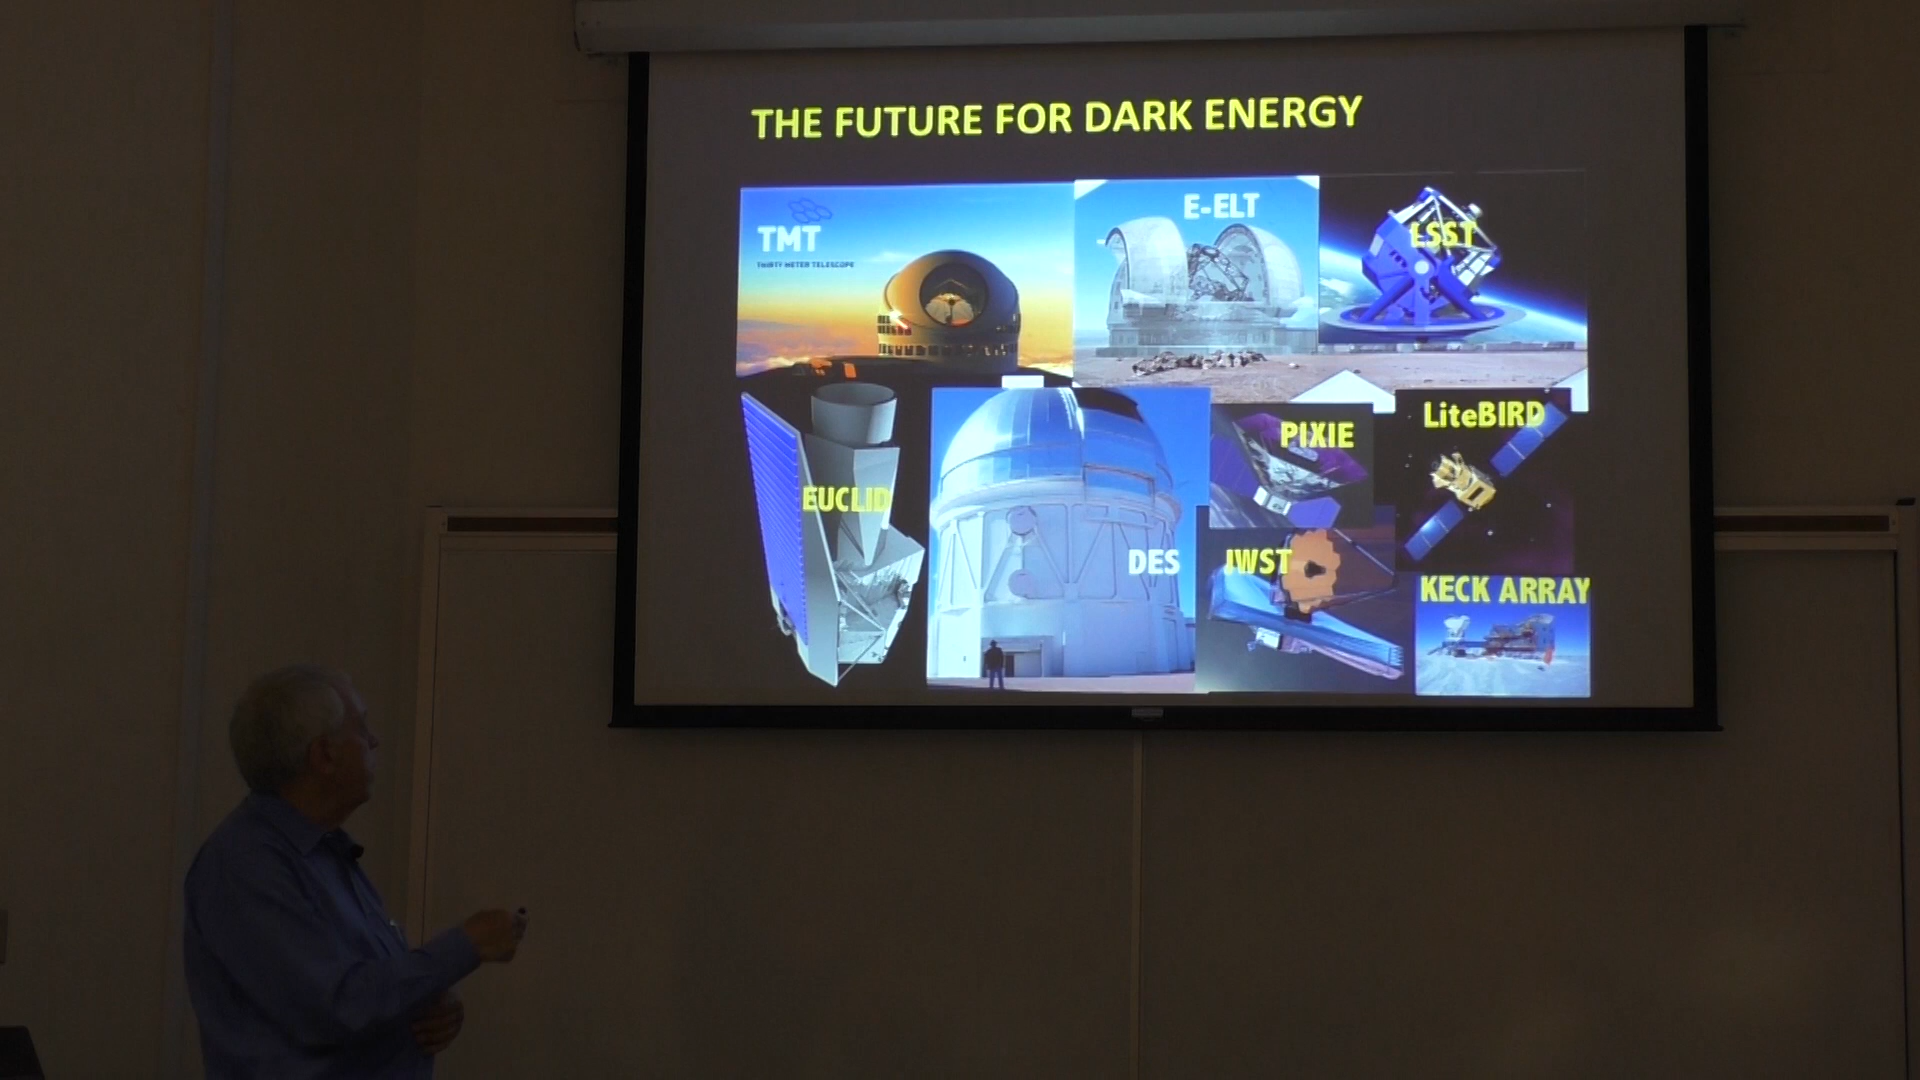 THE FUTURE FOR DARK ENERGY
TMT
THIRTY METER TELESCOPE
E-ELT
LSST
EUCLID
DES
PIXIE
LiteBIRD
JWST
KECK ARRAY